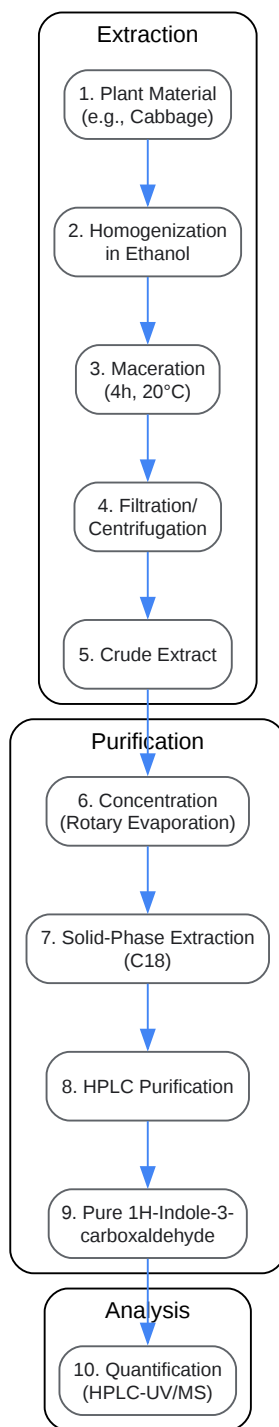 Extraction
1. Plant Material
(e.g., Cabbage)
2. Homogenization
in Ethanol
3. Maceration
(4h, 20°C)
4. Filtration/
Centrifugation
5. Crude Extract
Purification
6. Concentration
(Rotary Evaporation)
7. Solid-Phase Extraction
(C18)
8. HPLC Purification
9. Pure 1H-Indole-3-
carboxaldehyde
Analysis
10. Quantification
(HPLC-UV/MS)